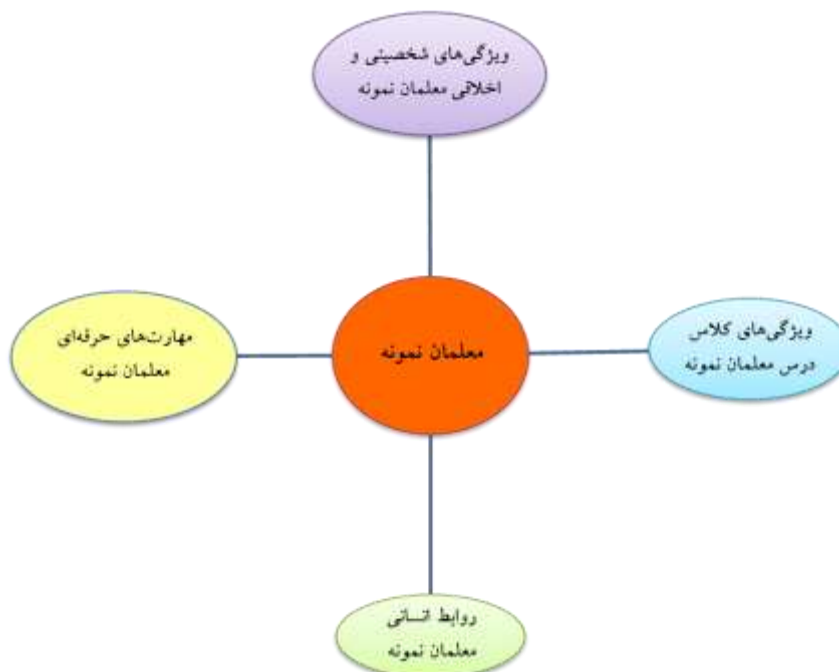 ویژگی‌های شخصیتی و
اخلاقی معلمان نمونه
ویژگی‌های کلاس
درس معلمان نمونه
معلمان نمونه
مهارت‌های حرفه‌ای
معلمان نمونه
روابط انسانی
معلمان نمونه